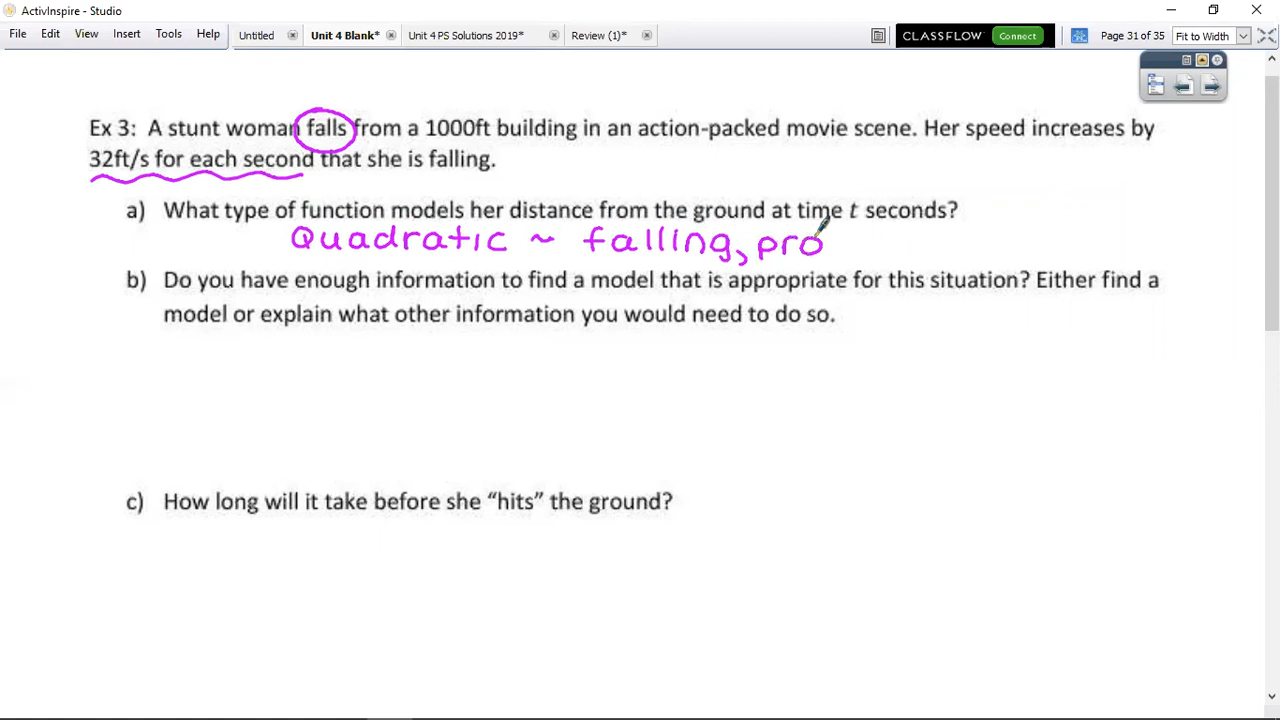 ActivInspire - Studio
File Edit View Insert Tools Help Untitled Unit 4 Blank* Unit 4 PS Solutions 2019* Review (1)* CLASSFLOW Connect Page 31 of 35 Fit to Width
Ex 3: A stunt woman falls from a 1000ft building in an action-packed movie scene. Her speed increases by
32ft/s for each second that she is falling.
a) What type of function models her distance from the ground at time t seconds?
Quadratic ~ falling, pro
b) Do you have enough information to find a model that is appropriate for this situation? Either find a
model or explain what other information you would need to do so.
c) How long will it take before she “hits” the ground?